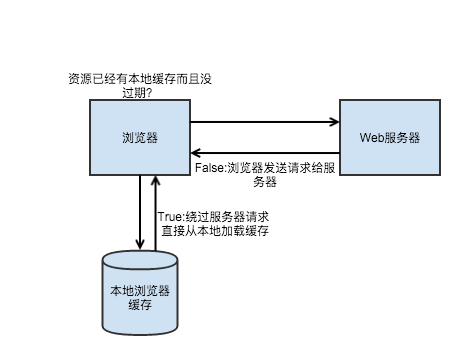 资源已经有本地缓存而且没
过期?
浏览器
Web服务器
False:浏览器发送请求给服
务器
True:绕过服务器请求
直接从本地加载缓存
本地浏览器
缓存